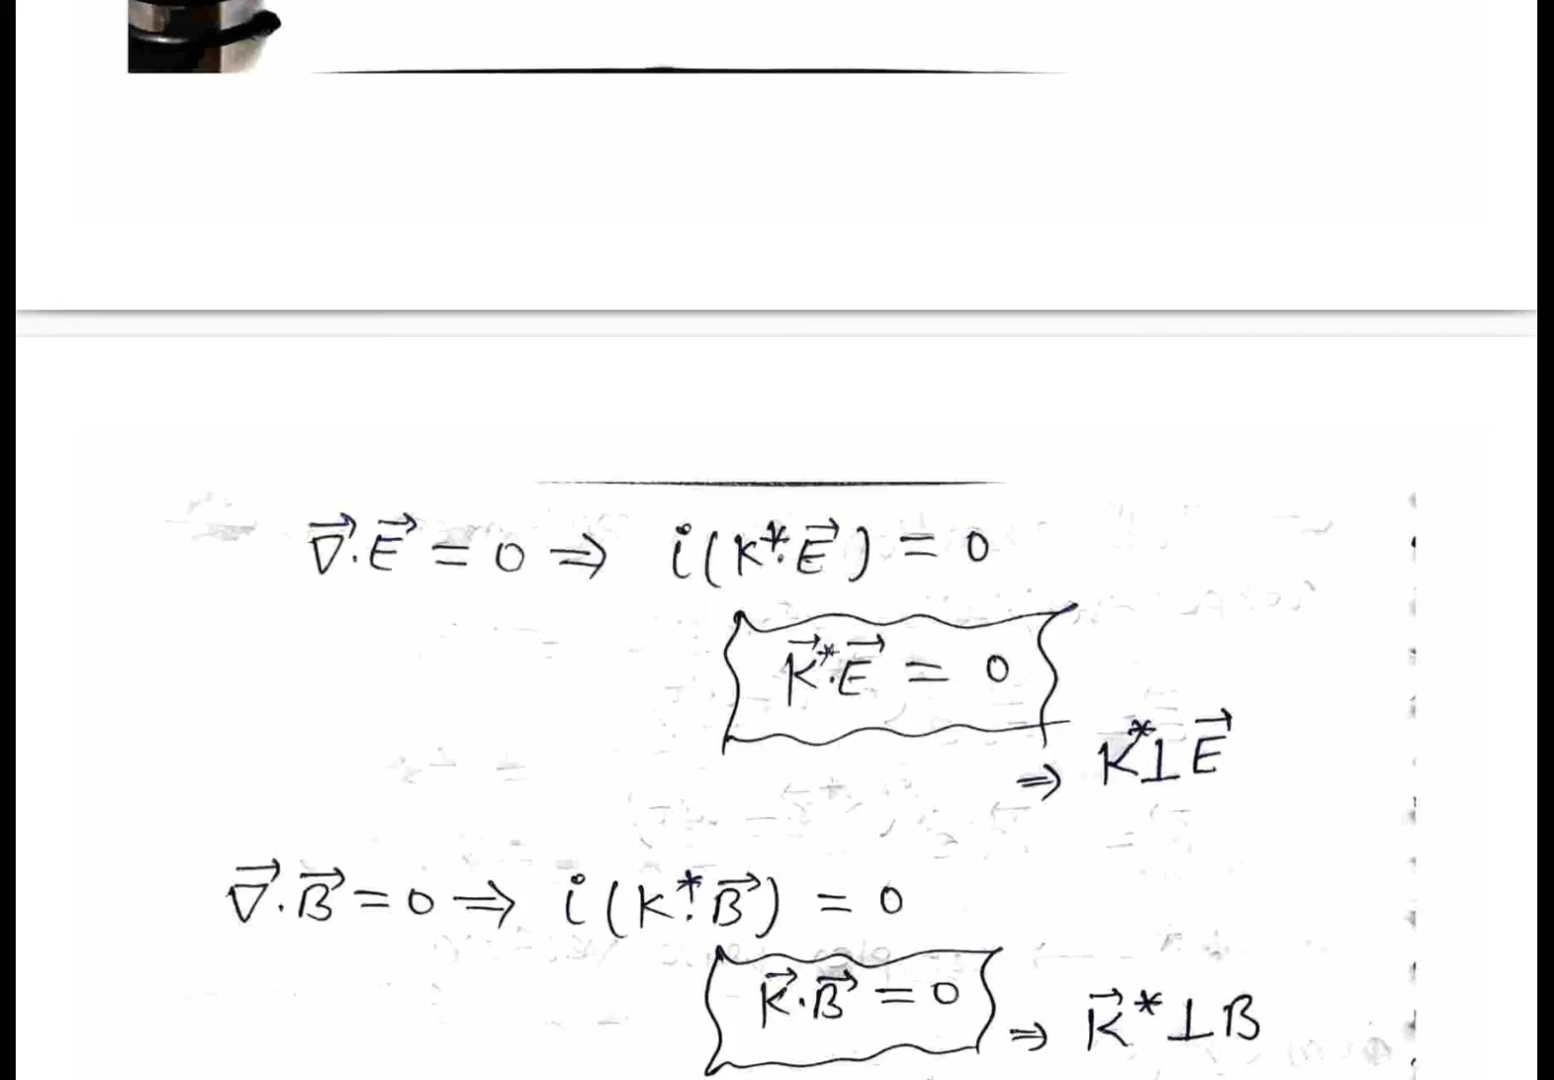 ∇⃗.E⃗ = 0 ⇒ i(K*.E⃗) = 0
K⃗*.E⃗ = 0
⇒ K*⊥E⃗
∇⃗.B⃗ = 0 ⇒ i(K*.B⃗) = 0
K⃗.B⃗ = 0 ⇒ K⃗*⊥B